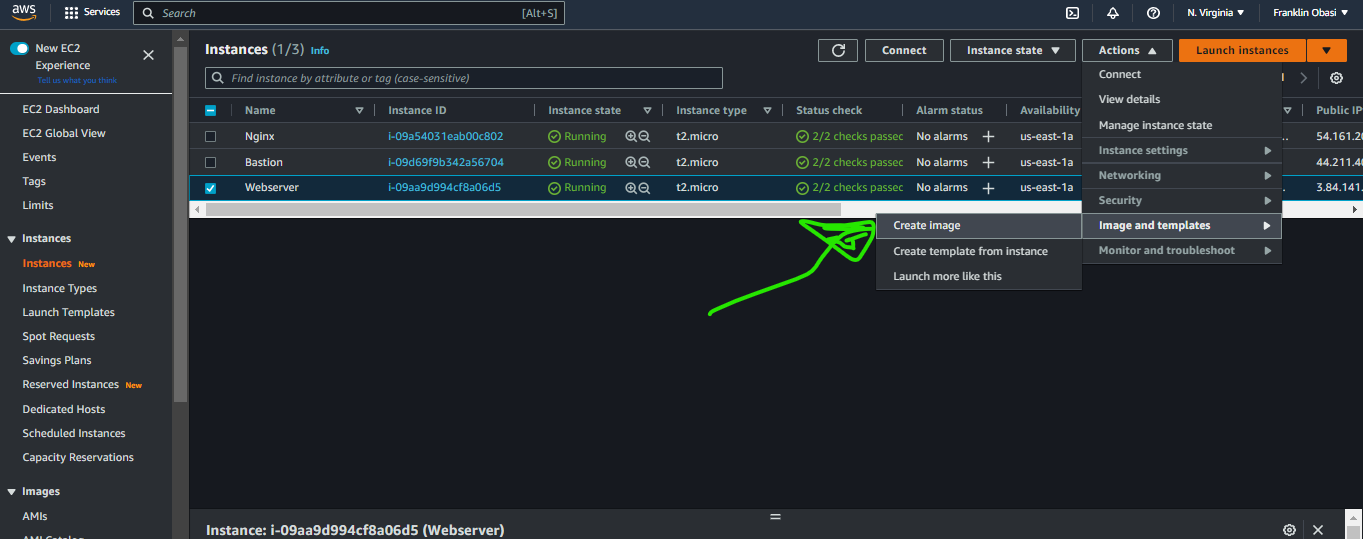 aws Services Search [Alt+S] N. Virginia Franklin Obasi
New EC2
Experience
Tell us what you think
EC2 Dashboard
EC2 Global View
Events
Tags
Limits
Instances
Instances New
Instance Types
Launch Templates
Spot Requests
Savings Plans
Reserved Instances New
Dedicated Hosts
Scheduled Instances
Capacity Reservations
Images
AMIs
AMI Catalog
Instances (1/3) Info Connect Instance state Actions Launch instances
Find instance by attribute or tag (case-sensitive)
Name Instance ID Instance state Instance type Status check Alarm status Availability Public IP
Nginx i-09a54031eab00c802 Running t2.micro 2/2 checks passec No alarms us-east-1a 54.161.20
Bastion i-09d69f9b342a56704 Running t2.micro 2/2 checks passec No alarms us-east-1a 44.211.40
Webserver i-09aa9d994cf8a06d5 Running t2.micro 2/2 checks passec No alarms us-east-1a 3.84.141.
Connect
View details
Manage instance state
Instance settings
Networking
Security
Image and templates
Monitor and troubleshoot
Create image
Create template from instance
Launch more like this
Instance: i-09aa9d994cf8a06d5 (Webserver)